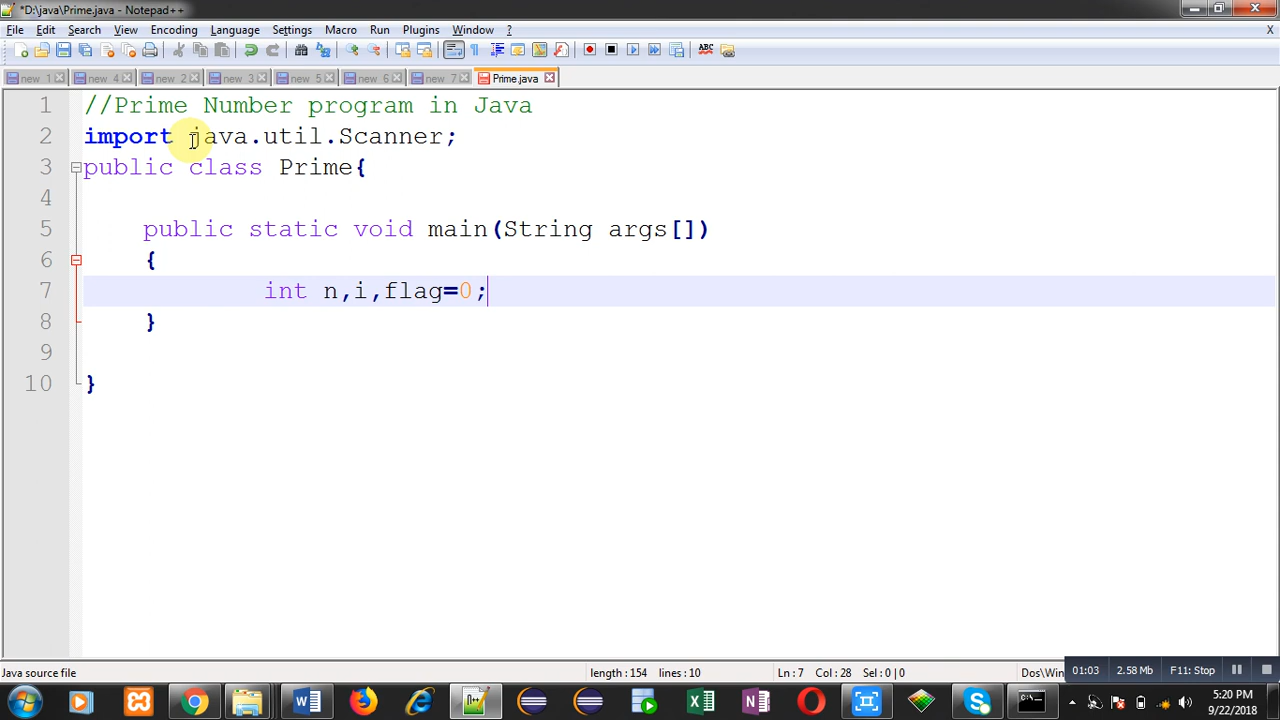 *D:\java\Prime.java - Notepad++
File Edit Search View Encoding Language Settings Macro Run Plugins Window ? X
new 1 new 4 new 2 new 3 new 5 new 6 new 7 Prime.java
1 //Prime Number program in Java
2 import java.util.Scanner;
3 public class Prime{
4
5 public static void main(String args[])
6 {
7 int n,i,flag=0;
8 }
9
10 }
Java source file length : 154 lines : 10 Ln : 7 Col : 28 Sel : 0 | 0 Dos\Win
01:03 2.58 Mb F11: Stop
5:20 PM
9/22/2018